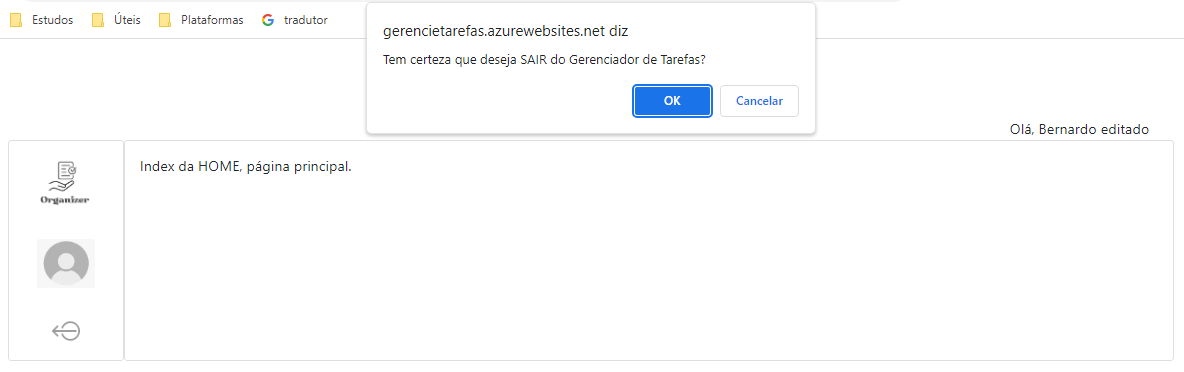 Estudos Úteis Plataformas tradutor
gerencietarefas.azurewebsites.net diz
Tem certeza que deseja SAIR do Gerenciador de Tarefas?
OK Cancelar
Olá, Bernardo editado
Index da HOME, página principal.
Organizer